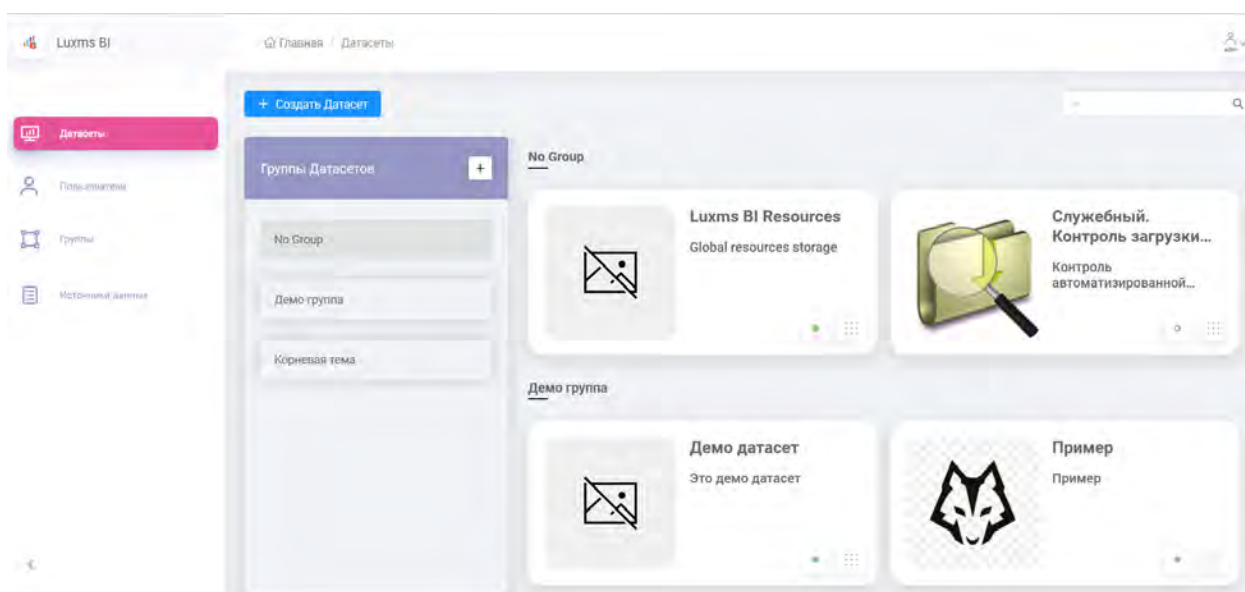 Luxms BI
Главная / Датасеты
+ Создать Датасет
Датасеты
Пользователи
Группы
Источники данных
Группы Датасетов +
No Group
Демо группа
Корневая тема
No Group
Luxms BI Resources
Global resources storage
Служебный.
Контроль загрузки...
Контроль
автоматизированной...
Демо группа
Демо датасет
Это демо датасет
Пример
Пример